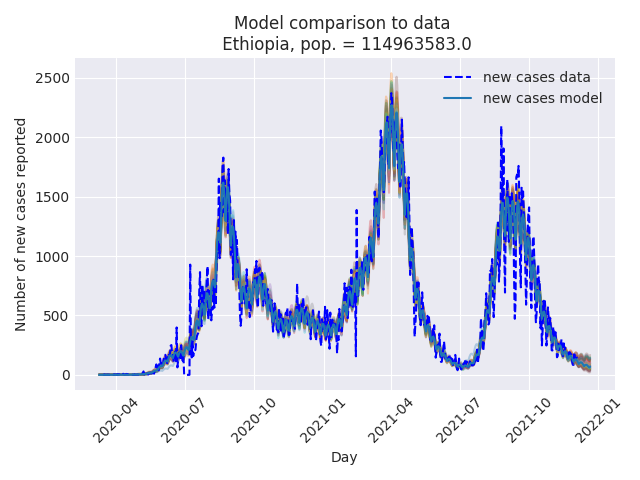 Model comparison to data
Ethiopia, pop. = 114963583.0
new cases data
new cases model
Number of new cases reported
2500
2000
1500
1000
500
0
2020-04
2020-07
2020-10
2021-01
2021-04
2021-07
2021-10
2022-01
Day